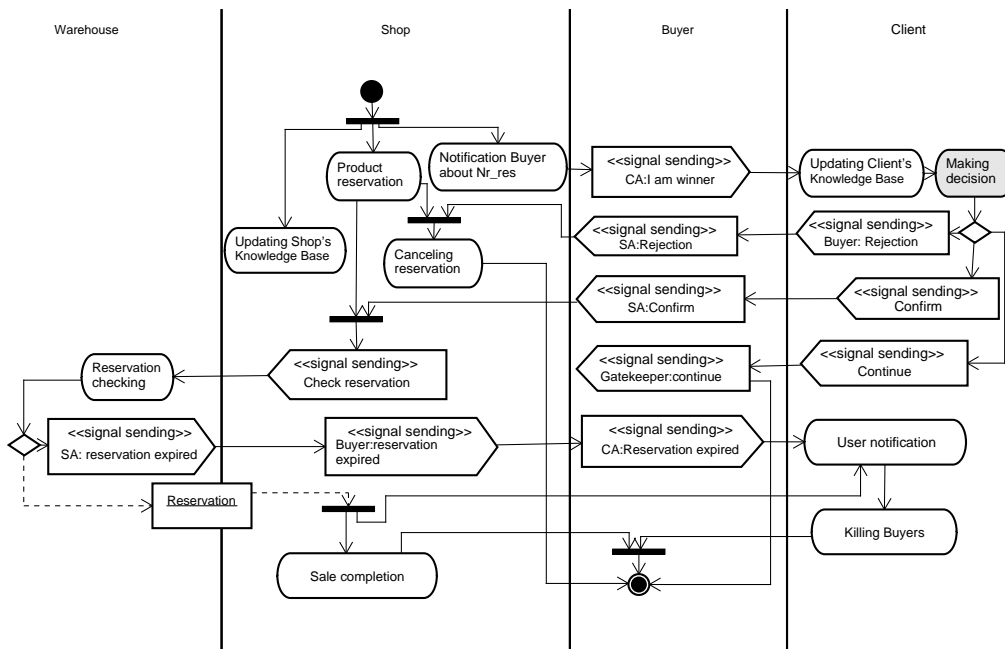 Warehouse
Shop
Buyer
Client
Product
reservation
Notification Buyer
about Nr_res
<<signal sending>>
CA:I am winner
Updating Client's
Knowledge Base
Making
decision
Updating Shop's
Knowledge Base
Canceling
reservation
<<signal sending>>
SA:Rejection
<<signal sending>>
Buyer: Rejection
<<signal sending>>
SA:Confirm
<<signal sending>>
Confirm
Reservation
checking
<<signal sending>>
Check reservation
<<signal sending>>
Gatekeeper:continue
<<signal sending>>
Continue
<<signal sending>>
SA: reservation expired
<<signal sending>>
Buyer:reservation
expired
<<signal sending>>
CA:Reservation expired
User notification
Reservation
Killing Buyers
Sale completion